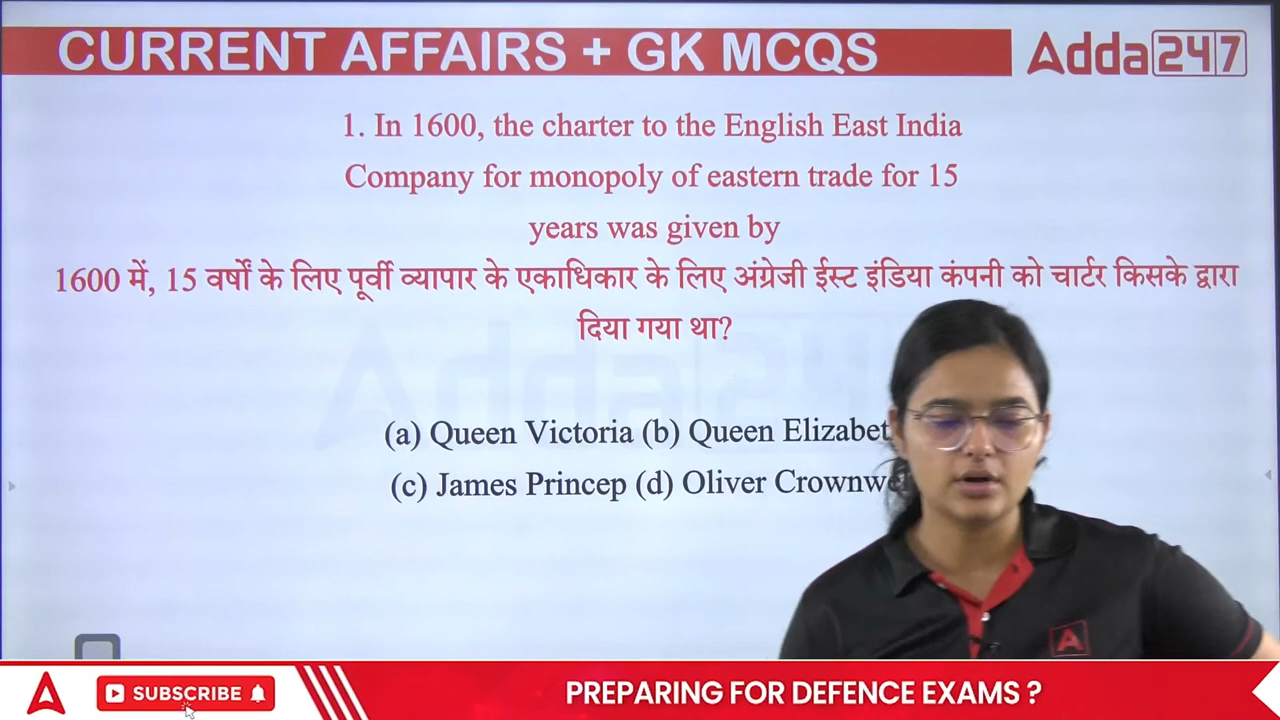 CURRENT AFFAIRS + GK MCQS
Adda247
1. In 1600, the charter to the English East India
Company for monopoly of eastern trade for 15
years was given by
1600 में, 15 वर्षों के लिए पूर्वी व्यापार के एकाधिकार के लिए अंग्रेजी ईस्ट इंडिया कंपनी को चार्टर किसके द्वारा
दिया गया था?
(a) Queen Victoria (b) Queen Elizabet
(c) James Princep (d) Oliver Crownwe
SUBSCRIBE
PREPARING FOR DEFENCE EXAMS ?